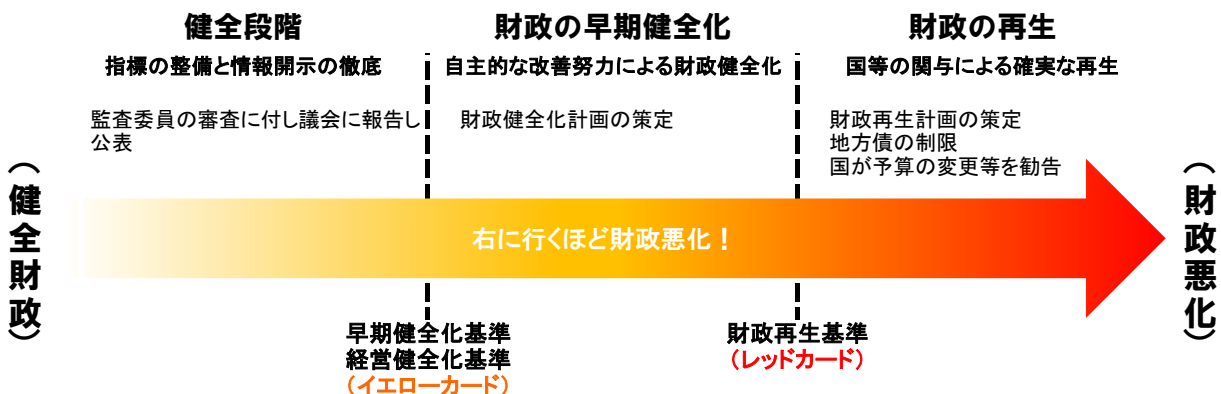 健全段階
指標の整備と情報開示の徹底
監査委員の審査に付し議会に報告し
公表
財政の早期健全化
自主的な改善努力による財政健全化
財政健全化計画の策定
財政の再生
国等の関与による確実な再生
財政再生計画の策定
地方債の制限
国が予算の変更等を勧告
（健全財政）
右に行くほど財政悪化！
（財政悪化）
早期健全化基準
経営健全化基準
（イエローカード）
財政再生基準
（レッドカード）